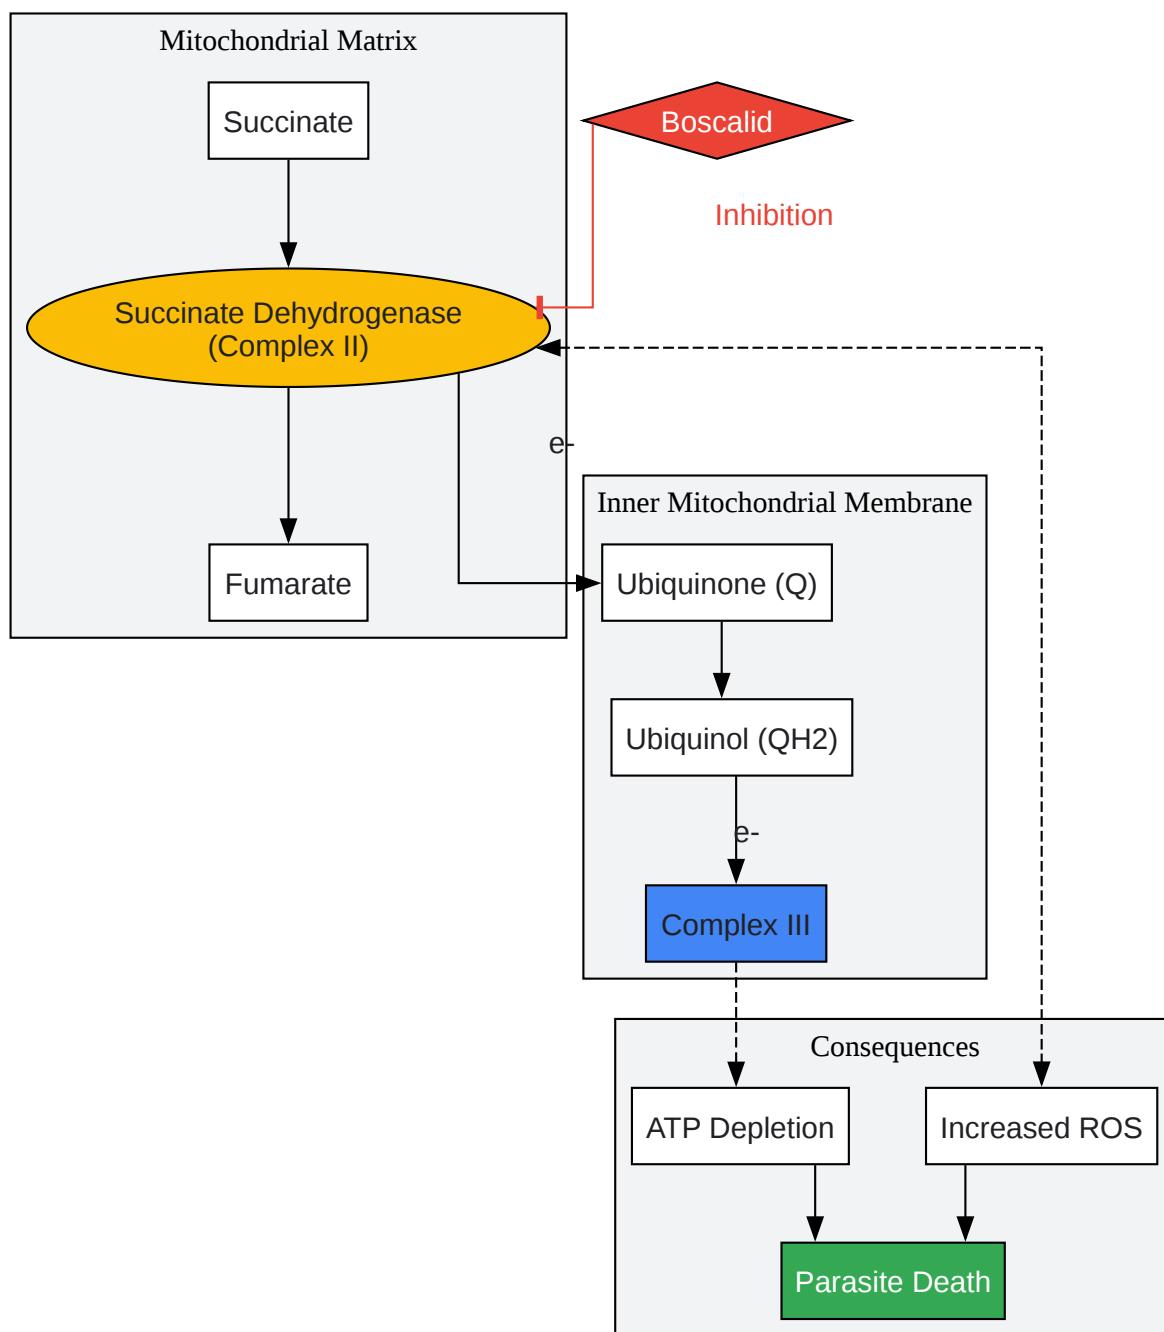 Mitochondrial Matrix
Succinate
Boscalid
Inhibition
Succinate Dehydrogenase
(Complex II)
e-
Fumarate
Inner Mitochondrial Membrane
Ubiquinone (Q)
Ubiquinol (QH2)
e-
Complex III
Consequences
ATP Depletion
Increased ROS
Parasite Death